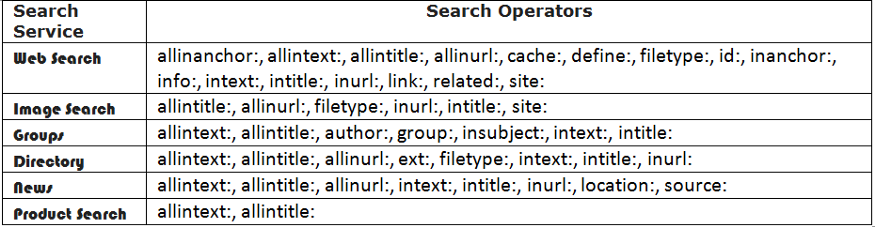 Search Service Search Operators
Web Search allinanchor:, allintext:, allintitle:, allinurl:, cache:, define:, filetype:, id:, inanchor:,
info:, intext:, intitle:, inurl:, link:, related:, site:
Image Search allintitle:, allinurl:, filetype:, inurl:, intitle:, site:
Groups allintext:, allintitle:, author:, group:, insubject:, intext:, intitle:
Directory allintext:, allintitle:, allinurl:, ext:, filetype:, intext:, intitle:, inurl:
News allintext:, allintitle:, allinurl:, intext:, intitle:, inurl:, location:, source:
Product Search allintext:, allintitle: